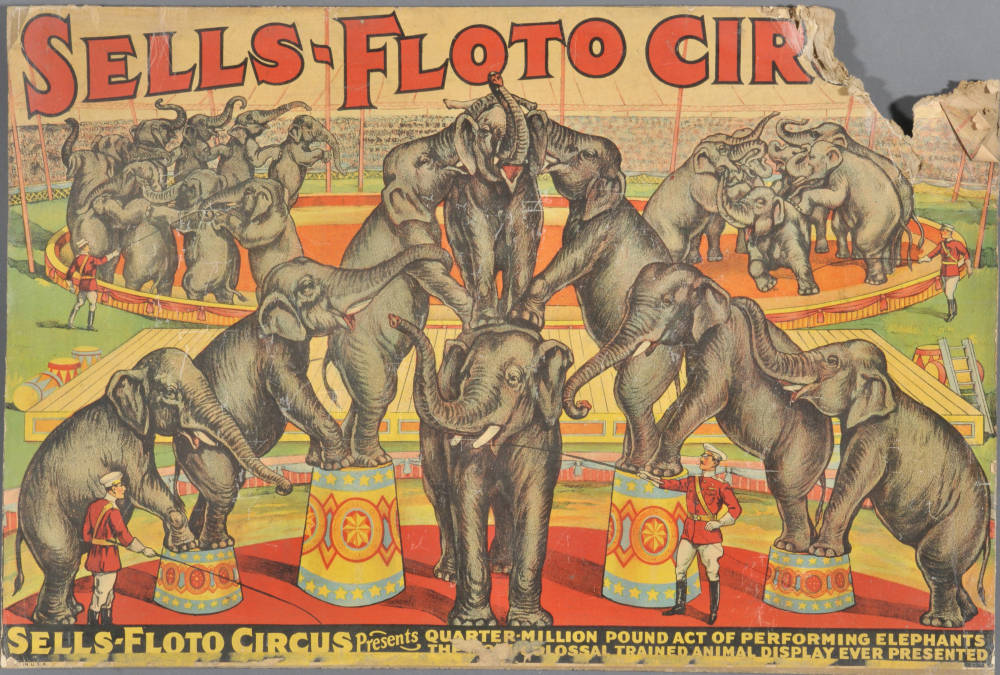 SELLS-FLOTO CIR
SELLS-FLOTO CIRCUS Presents QUARTER-MILLION POUND ACT OF PERFORMING ELEPHANTS
THE COLOSSAL TRAINED ANIMAL DISPLAY EVER PRESENTED